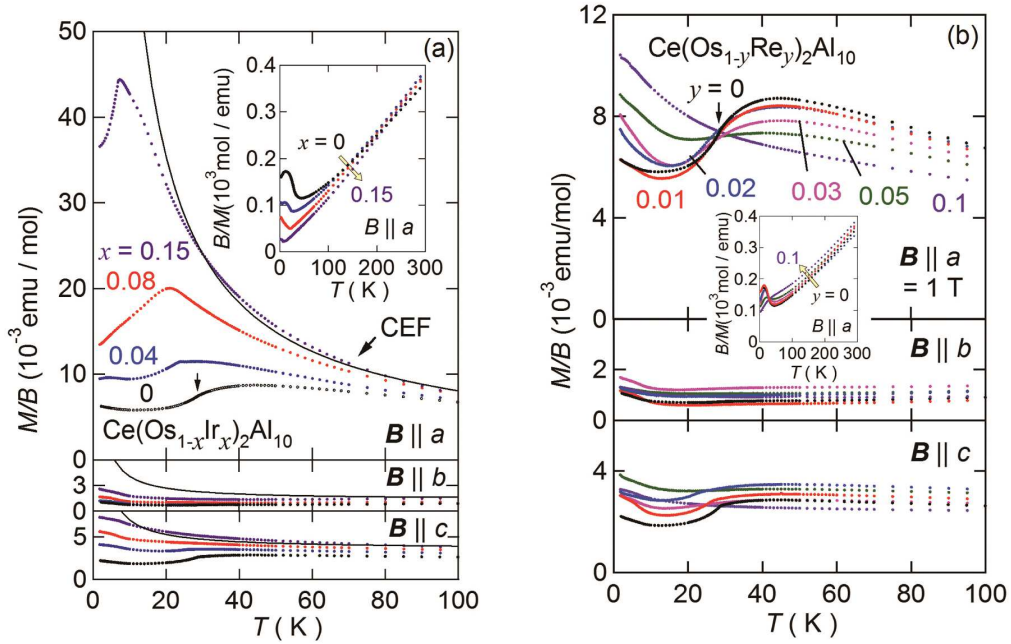 (a)
50
40
30
20
10
0
M/B (10⁻³ emu / mol)
0.4
0.3
0.2
0.1
0
B/M(10³mol / emu)
x = 0
0.15
B || a
0 100 200 300
T ( K )
x = 0.15
0.08
0.04
0
CEF
Ce(Os₁₋ₓIrₓ)₂Al₁₀
B || a
3
0
B || b
5
0
B || c
0 20 40 60 80 100
T ( K )
(b)
12
8
4
0
M/B (10⁻³ emu/mol)
Ce(Os₁₋yRey)₂Al₁₀
y = 0
0.01
0.02
0.03
0.05
0.1
B || a
= 1 T
0.4
0.3
0.2
0.1
0
B/M(10³mol / emu)
0.1
y = 0
B || a
0 100 200 300
T ( K )
2
0
B || b
4
0
B || c
0 20 40 60 80 100
T ( K )